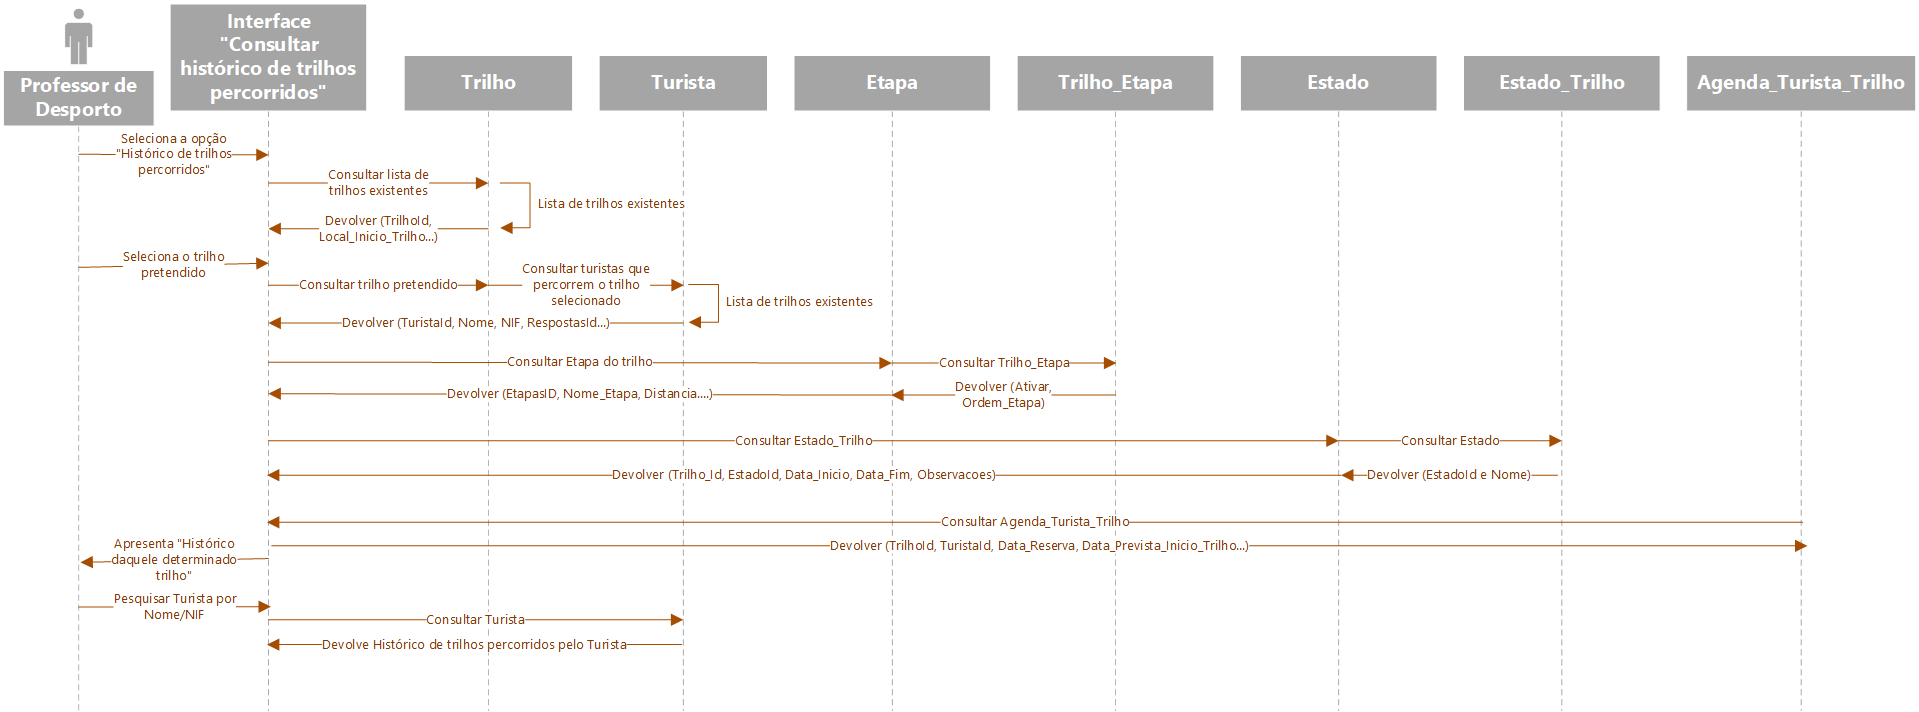 Interface
"Consultar
histórico de trilhos
percorridos"
Professor de
Desporto
Trilho
Turista
Etapa
Trilho_Etapa
Estado
Estado_Trilho
Agenda_Turista_Trilho
Seleciona a opção
"Histórico de trilhos
percorridos"
Consultar lista de
trilhos existentes
Lista de trilhos existentes
Devolver (TrilhoId,
Local_Inicio_Trilho...)
Seleciona o trilho
pretendido
Consultar trilho pretendido
Consultar turistas que
percorrem o trilho
selecionado
Lista de trilhos existentes
Devolver (TuristaId, Nome, NIF, RespostasId...)
Consultar Etapa do trilho
Consultar Trilho_Etapa
Devolver (EtapasID, Nome_Etapa, Distancia....)
Devolver (Ativar,
Ordem_Etapa)
Consultar Estado_Trilho
Consultar Estado
Devolver (Trilho_Id, EstadoId, Data_Inicio, Data_Fim, Observacoes)
Devolver (EstadoId e Nome)
Consultar Agenda_Turista_Trilho
Devolver (TrilhoId, TuristaId, Data_Reserva, Data_Prevista_Inicio_Trilho...)
Apresenta "Histórico
daquele determinado
trilho"
Pesquisar Turista por
Nome/NIF
Consultar Turista
Devolve Histórico de trilhos percorridos pelo Turista